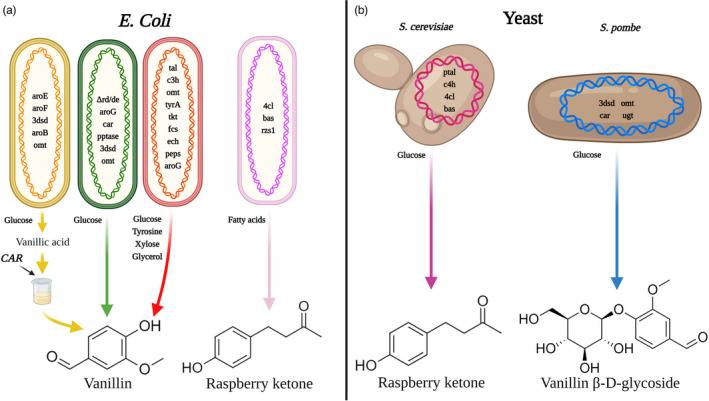 (a)
E. Coli
aroE
aroF
3dsd
aroB
omt
Δrd/de
aroG
car
pptase
3dsd
omt
tal
c3h
omt
tyrA
tkt
fcs
ech
peps
aroG
4cl
bas
rzs1
Glucose
Vanillic acid
CAR
Glucose
Glucose
Tyrosine
Xylose
Glycerol
Fatty acids
OH
O
O
Vanillin
O
HO
Raspberry ketone
(b)
Yeast
S. cerevisiae
S. pombe
ptal
c4h
4cl
bas
3dsd omt
car ugt
Glucose
Glucose
O
HO
Raspberry ketone
HO
O
O
O
HO
OH
OH
O
Vanillin β-D-glycoside